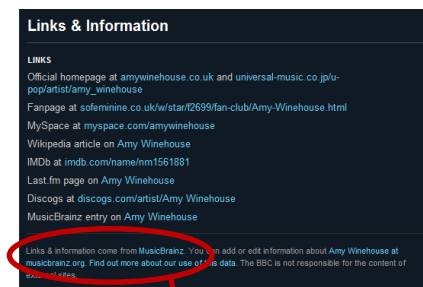 Links & Information
LINKS
Official homepage at amywinehouse.co.uk and universal-music.co.jp/u-
pop/artist/amy_winehouse
Fanpage at sofeminine.co.uk/w/star/f2699/fan-club/Amy-Winehouse.html
MySpace at myspace.com/amywinehouse
Wikipedia article on Amy Winehouse
IMDb at imdb.com/name/nm1561881
Last.fm page on Amy Winehouse
Discogs at discogs.com/artist/Amy Winehouse
MusicBrainz entry on Amy Winehouse
Links & information come from MusicBrainz. You can add or edit information about Amy Winehouse at
musicbrainz.org. Find out more about our use of this data. The BBC is not responsible for the content of
external sites.